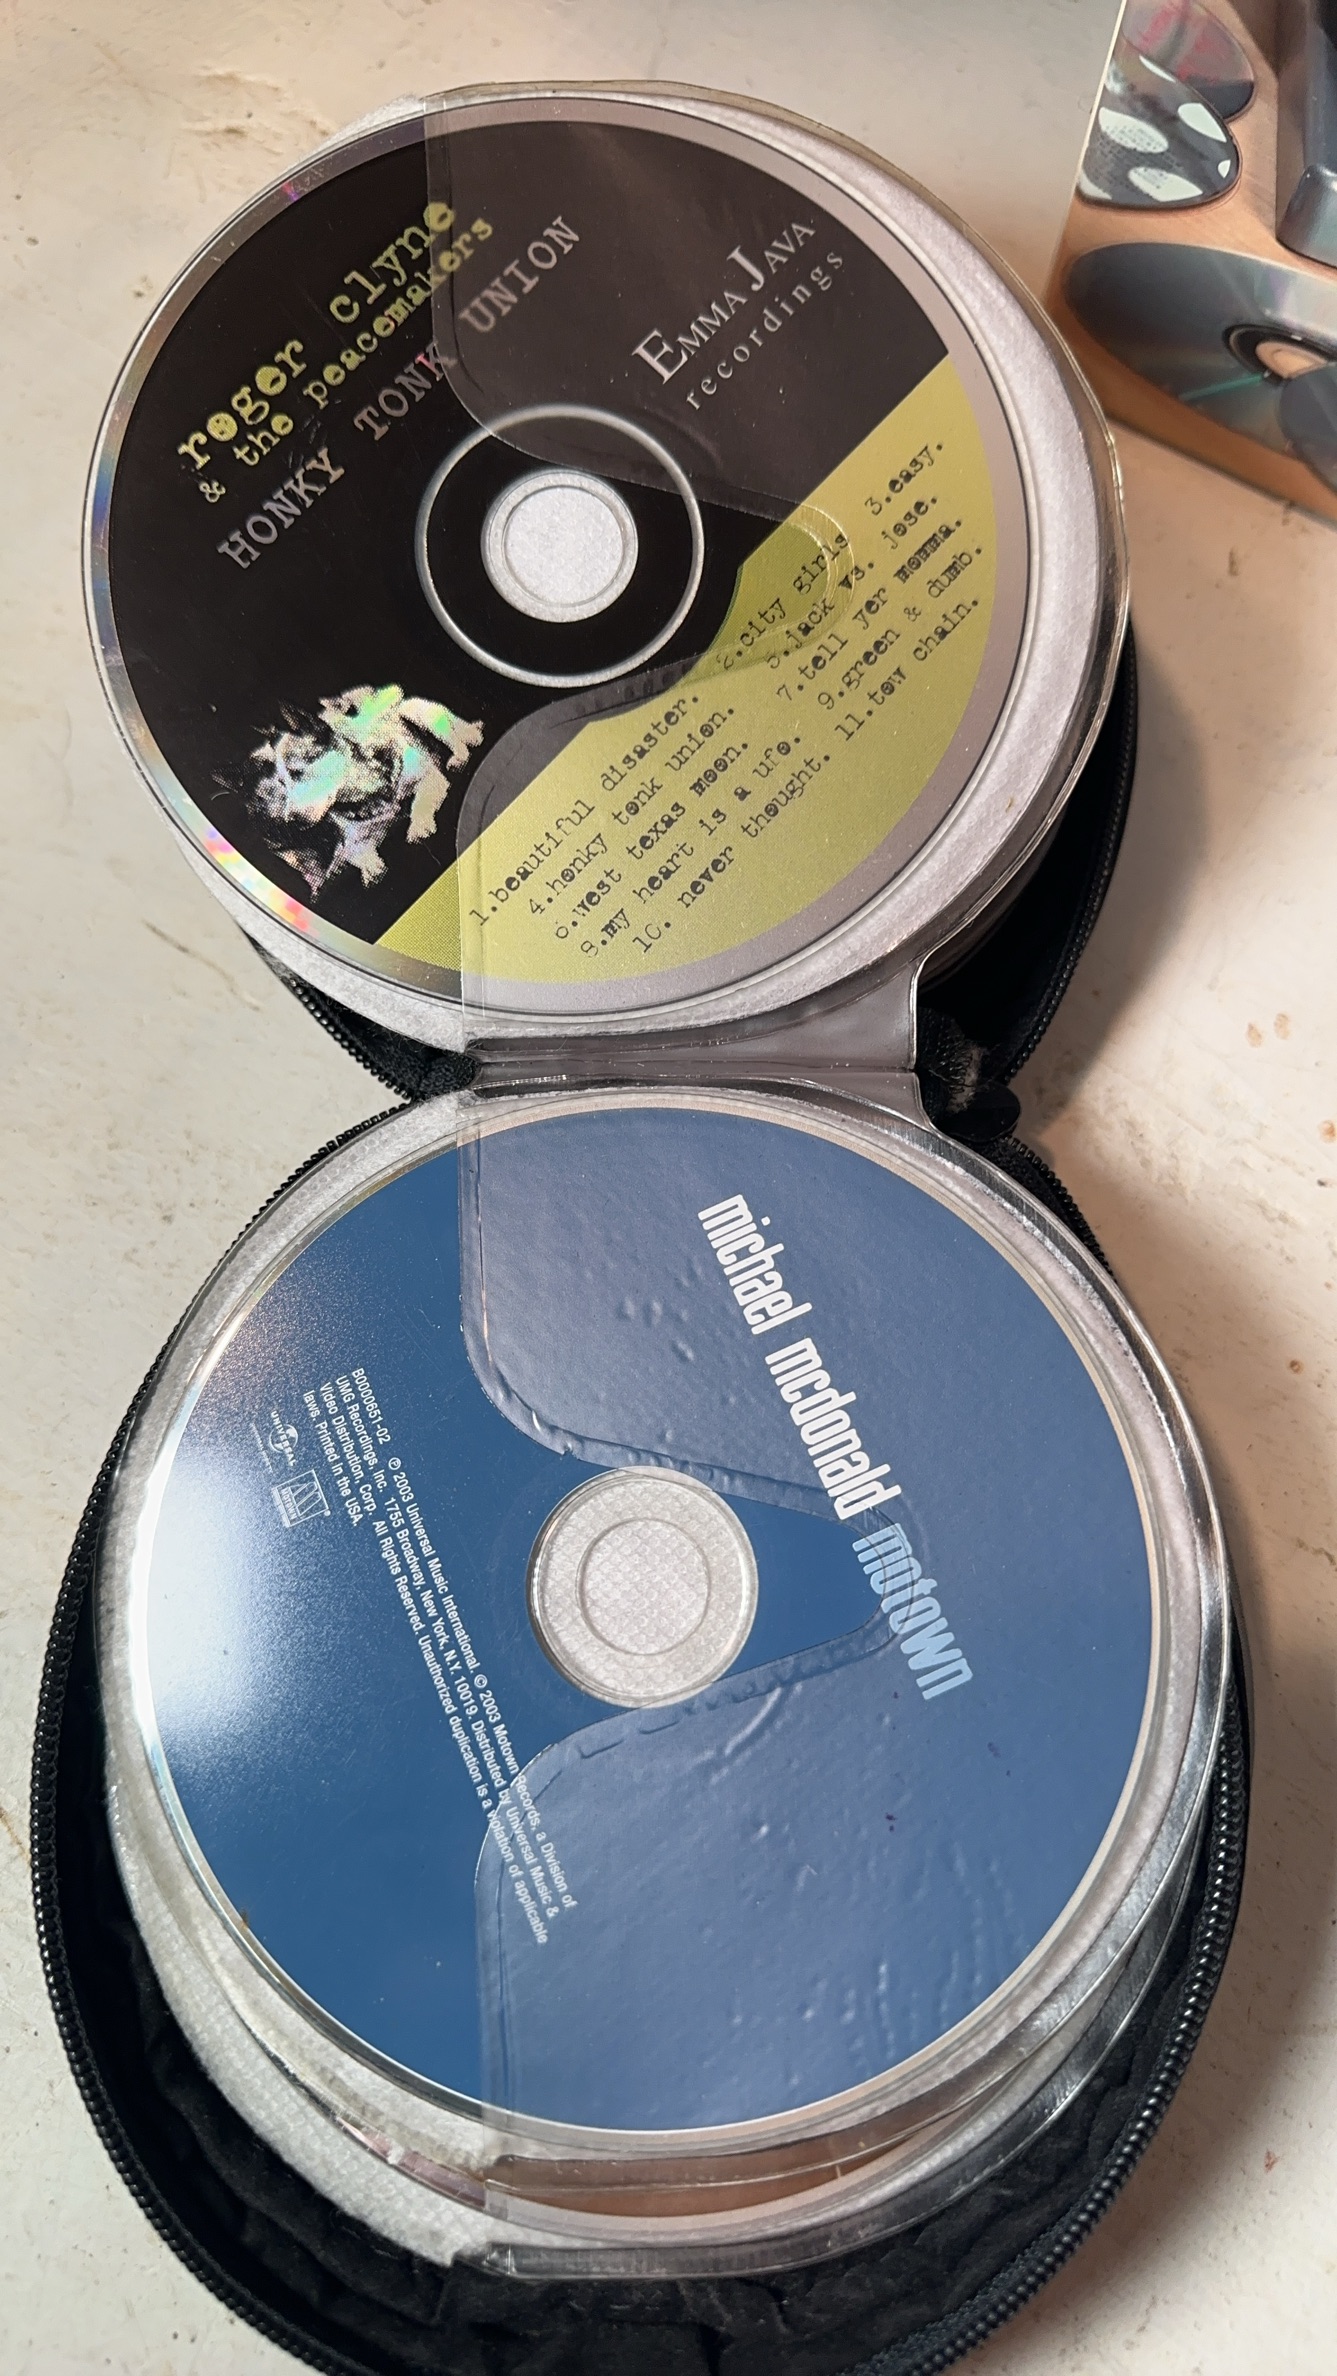 roger clyne
& the peacemakers
HONKY TONK UNION
EMMA JAVA
recordings
1.beautiful disaster. 2.city girls 3.easy.
4.honky tonk union. 5.jack vs. jose.
6.west texas moon. 7.tell yer momma.
8.my heart is a ufo. 9.green & dumb.
10. never thought. 11.tow chain.
michael mcdonald motown
B0000651-02 ℗ 2003 Universal Music International. © 2003 Motown Records, a Division of
UMG Recordings, Inc. 1755 Broadway, New York, N.Y. 10019. Distributed by Universal Music &
Video Distribution, Corp. All Rights Reserved. Unauthorized duplication is a violation of applicable
laws. Printed in the USA.
UNIVERSAL
MOTOWN